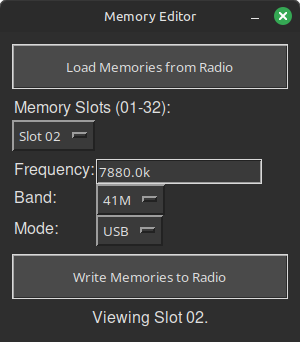 Memory Editor
Load Memories from Radio
Memory Slots (01-32):
Slot 02
Frequency: 7880.0k
Band: 41M
Mode: USB
Write Memories to Radio
Viewing Slot 02.